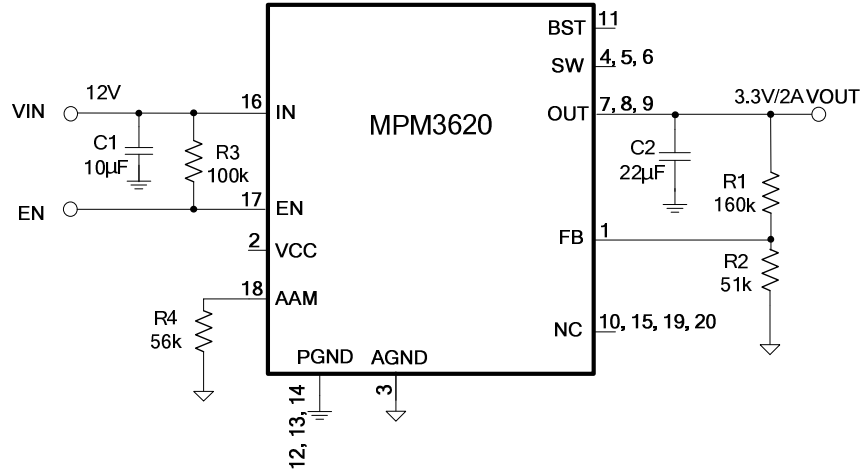 BST
11
SW
4, 5, 6
VIN
12V
16
IN
MPM3620
OUT
7, 8, 9
3.3V/2A
VOUT
C1
10µF
R3
100k
C2
22µF
R1
160k
EN
17
EN
2
VCC
FB
1
R2
51k
18
AAM
R4
56k
NC
10, 15, 19, 20
PGND
AGND
12, 13, 14
3